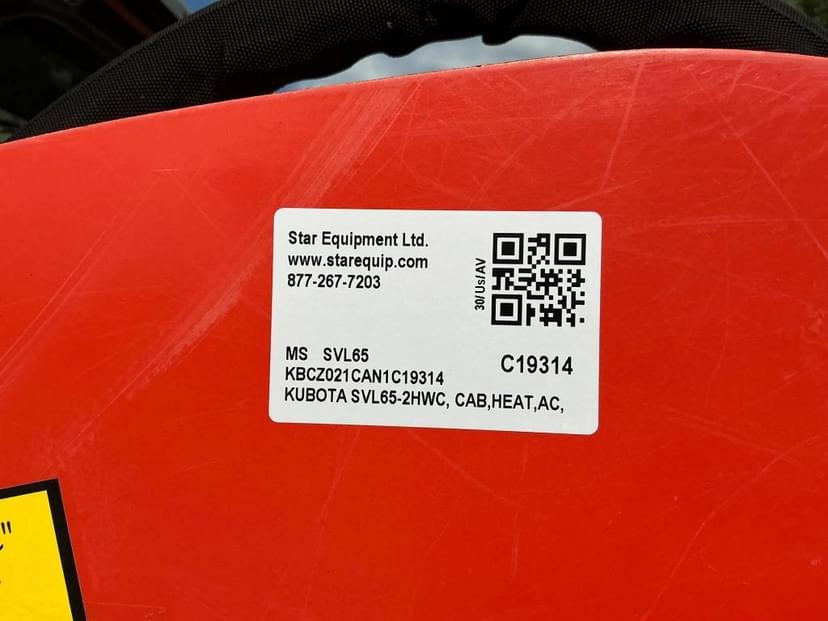 Star Equipment Ltd.
www.starequip.com
877-267-7203
30/Us/AV
MS SVL65
C19314
KBCZ021CAN1C19314
KUBOTA SVL65-2HWC, CAB,HEAT,AC,